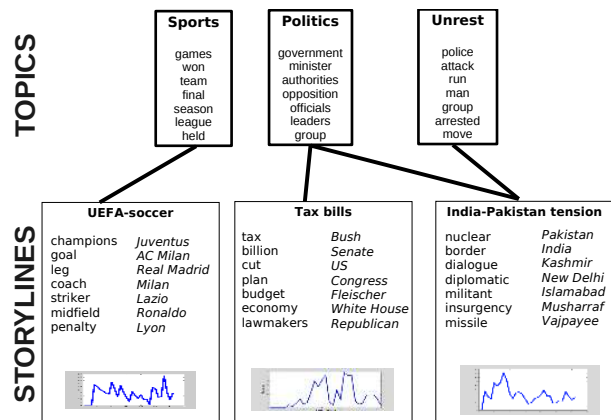 TOPICS
Sports
games
won
team
final
season
league
held
Politics
government
minister
authorities
opposition
officials
leaders
group
Unrest
police
attack
run
man
group
arrested
move
STORYLINES
UEFA-soccer
champions Juventus
goal AC Milan
leg Real Madrid
coach Milan
striker Lazio
midfield Ronaldo
penalty Lyon
Tax bills
tax Bush
billion Senate
cut US
plan Congress
budget Fleischer
economy White House
lawmakers Republican
India-Pakistan tension
nuclear Pakistan
border India
dialogue Kashmir
diplomatic New Delhi
militant Islamabad
insurgency Musharraf
missile Vajpayee